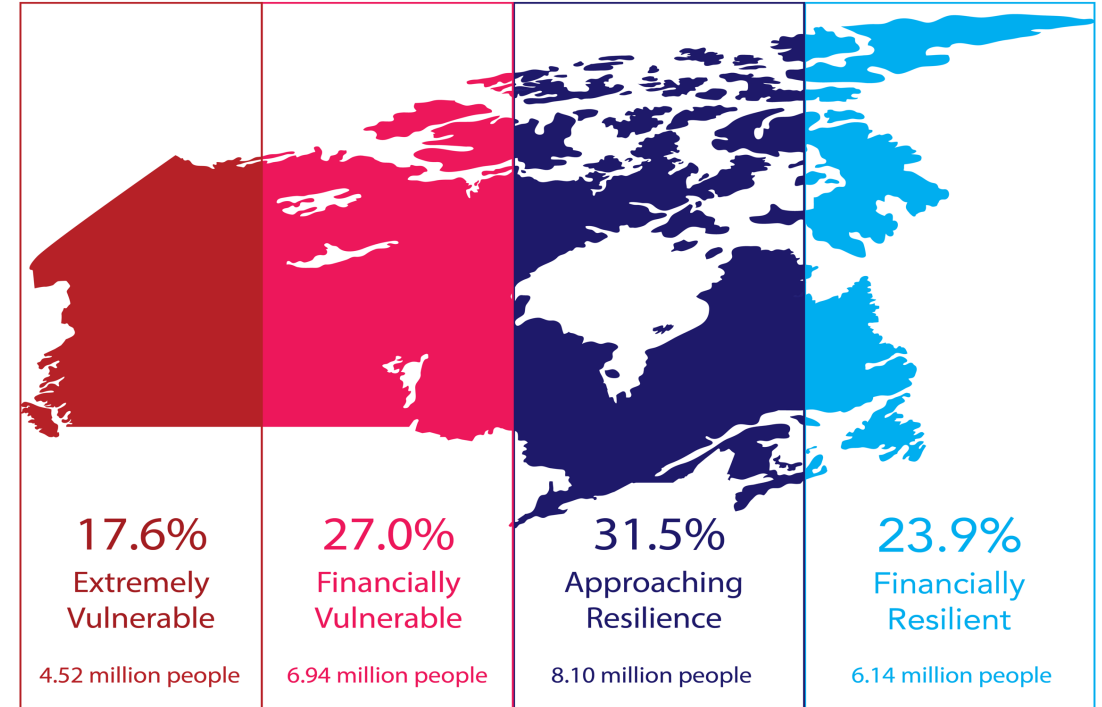 17.6%
Extremely
Vulnerable
4.52 million people
27.0%
Financially
Vulnerable
6.94 million people
31.5%
Approaching
Resilience
8.10 million people
23.9%
Financially
Resilient
6.14 million people